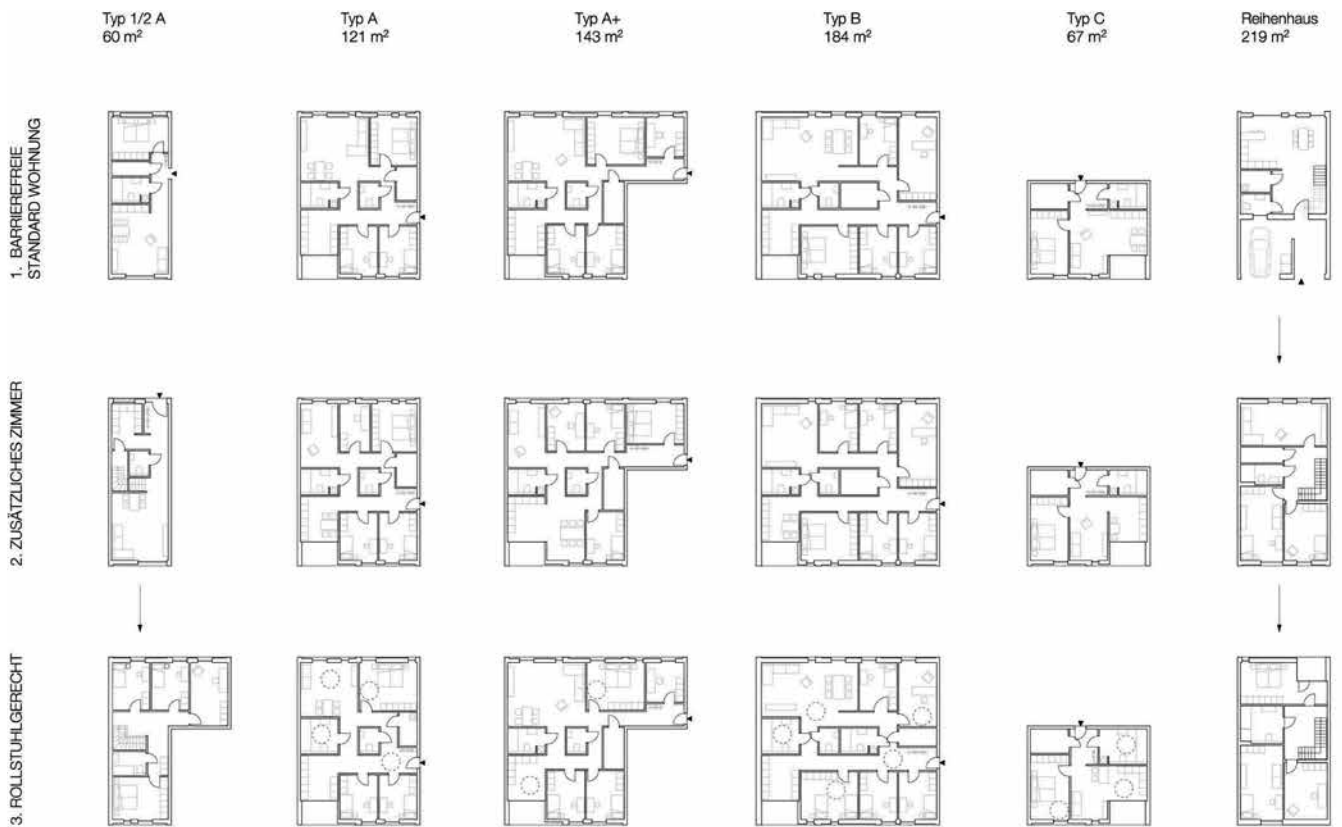 Typ 1/2 A
60 m²
Typ A
121 m²
Typ A+
143 m²
Typ B
184 m²
Typ C
67 m²
Reihenhaus
219 m²
1. BARRIEREFREIE
STANDARD WOHNUNG
2. ZUSÄTZLICHES ZIMMER
3. ROLLSTUHLGERECHT